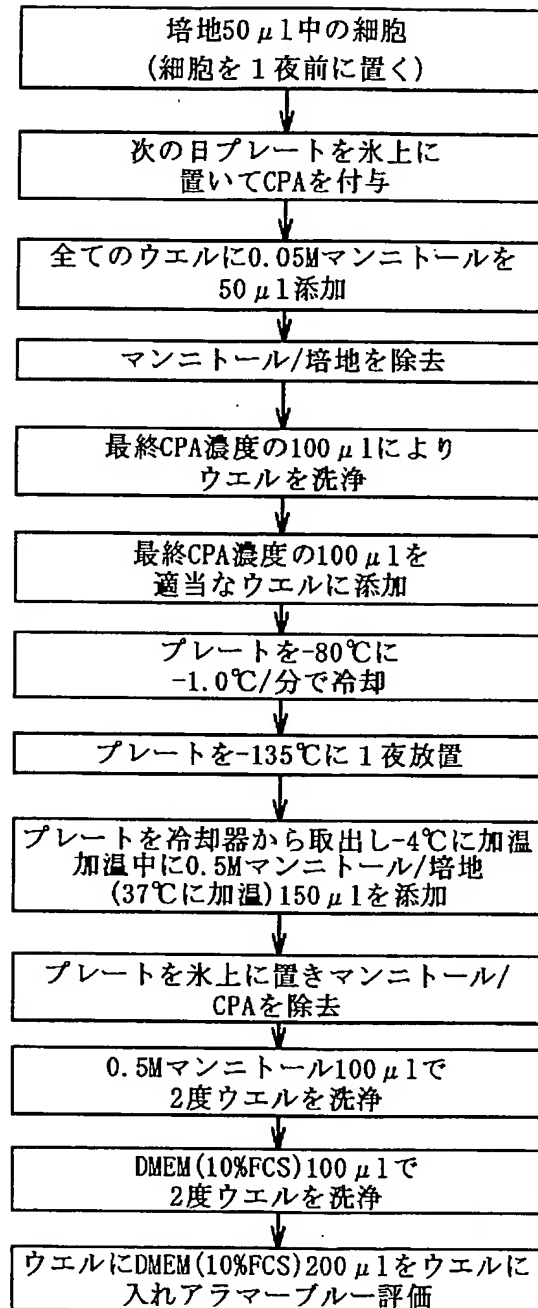 培地50μl中の細胞
(細胞を1夜前に置く)
次の日プレートを氷上に
置いてCPAを付与
全てのウエルに0.05Mマンニトールを
50μl添加
マンニトール/培地を除去
最終CPA濃度の100μlにより
ウエルを洗浄
最終CPA濃度の100μlを
適当なウエルに添加
プレートを-80℃に
-1.0℃/分で冷却
プレートを-135℃に1夜放置
プレートを冷却器から取出し-4℃に加温
加温中に0.5Mマンニトール/培地
(37℃に加温)150μlを添加
プレートを氷上に置きマンニトール/
CPAを除去
0.5Mマンニトール100μlで
2度ウエルを洗浄
DMEM(10%FCS)100μlで
2度ウエルを洗浄
ウエルにDMEM(10%FCS)200μlをウエルに
入れアラマーブルー評価